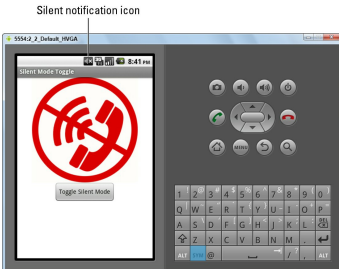 Silent notification icon
5554:2_2_Default_HVGA
8:41 PM
Silent Mode Toggle
Toggle Silent Mode
MENU
1 2 3 4 5 6 7 8 9 0
Q W E R T Y U I O P
A S D F G H J K L DEL
Z X C V B N M .
ALT SYM @ / , ALT